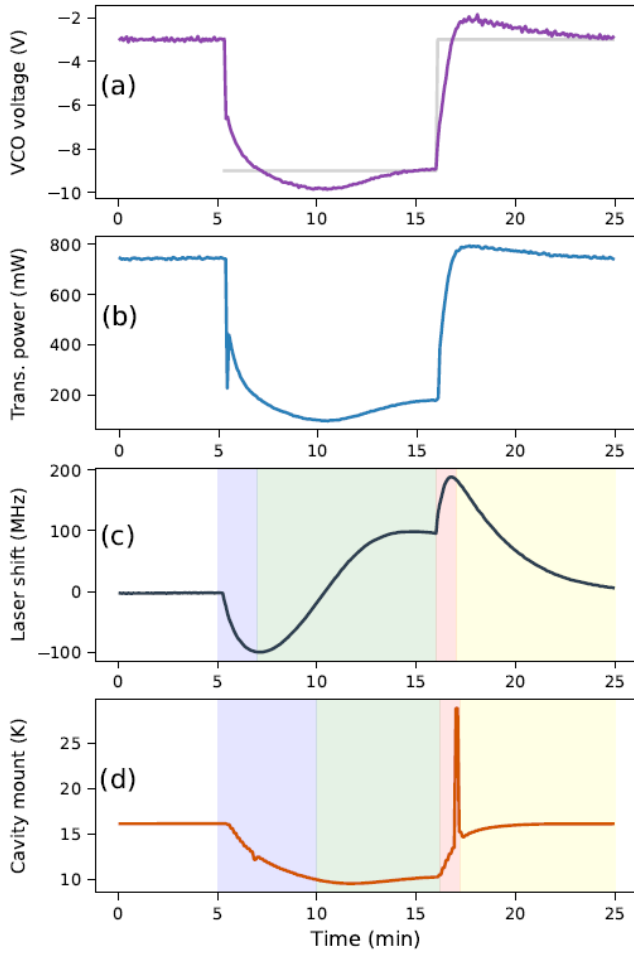 −2
−4
−6
−8
−10
VCO voltage (V)
(a)
0 5 10 15 20 25
800
600
400
200
Trans. power (mW)
(b)
0 5 10 15 20 25
200
100
0
−100
Laser shift (MHz)
(c)
0 5 10 15 20 25
25
20
15
10
Cavity mount (K)
(d)
0 5 10 15 20 25
Time (min)